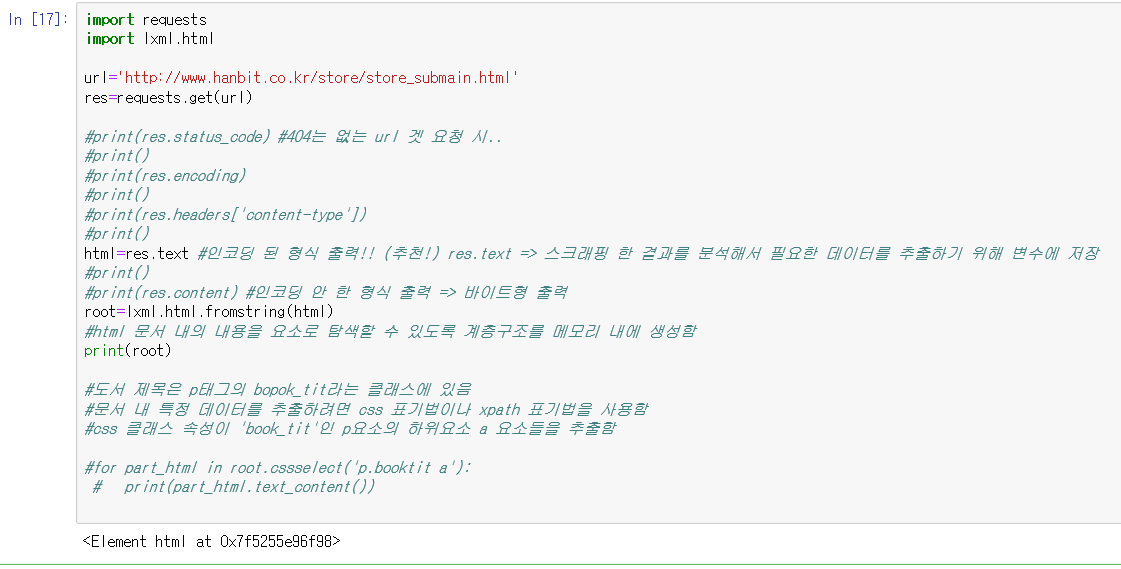 In [17]:
import requests
import lxml.html
url='http://www.hanbit.co.kr/store/store_submain.html'
res=requests.get(url)
#print(res.status_code) #404는 없는 url 겟 요청 시..
#print()
#print(res.encoding)
#print()
#print(res.headers['content-type'])
#print()
html=res.text #인코딩 된 형식 출력!! (추천!) res.text => 스크래핑 한 결과를 분석해서 필요한 데이터를 추출하기 위해 변수에 저장
#print()
#print(res.content) #인코딩 안 한 형식 출력 => 바이트형 출력
root=lxml.html.fromstring(html)
#html 문서 내의 내용을 요소로 탐색할 수 있도록 계층구조를 메모리 내에 생성함
print(root)
#도서 제목은 p태그의 bopok_tit라는 클래스에 있음
#문서 내 특정 데이터를 추출하려면 css 표기법이나 xpath 표기법을 사용함
#css 클래스 속성이 'book_tit'인 p요소의 하위요소 a 요소들을 추출함
#for part_html in root.cssselect('p.booktit a'):
#   print(part_html.text_content())
<Element html at 0x7f5255e96f98>